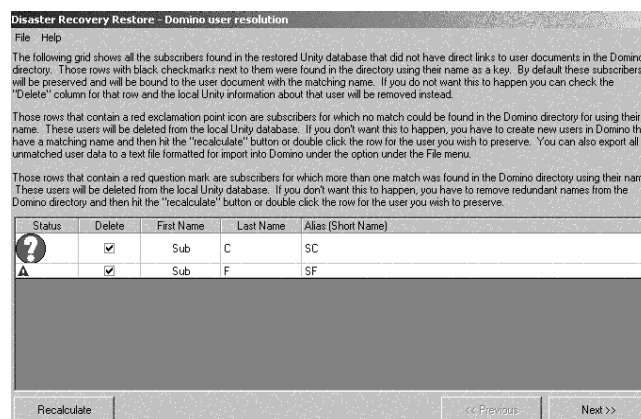 Disaster Recovery Restore - Domino user resolution
File Help
The following grid shows all the subscribers found in the restored Unity database that did not have direct links to user documents in the Domino
directory. Those rows with black checkmarks next to them were found in the directory using their name as a key. By default these subscribers
will be preserved and will be bound to the user document with the matching name. If you do not want this to happen you can check the
"Delete" column for that row and the local Unity information about that user will be removed instead.
Those rows that contain a red exclamation point icon are subscribers for which no match could be found in the Domino directory for using their
name. These users will be deleted from the local Unity database. If you don't want this to happen, you have to create new users in Domino th
have a matching name and then hit the "recalculate" button or double click the row for the user you wish to preserve. You can also export all
unmatched user data to a text file formatted for import into Domino under the option under the File menu.
Those rows that contain a red question mark are subscribers for which more than one match was found in the Domino directory using their nam
These users will be deleted from the local Unity database. If you don't want this to happen, you have to remove redundant names from the
Domino directory and then hit the "recalculate" button or double click the row for the user you wish to preserve.
Status Delete First Name Last Name Alias (Short Name)
? Sub C SC
Sub F SF
Recalculate << Previous Next >>